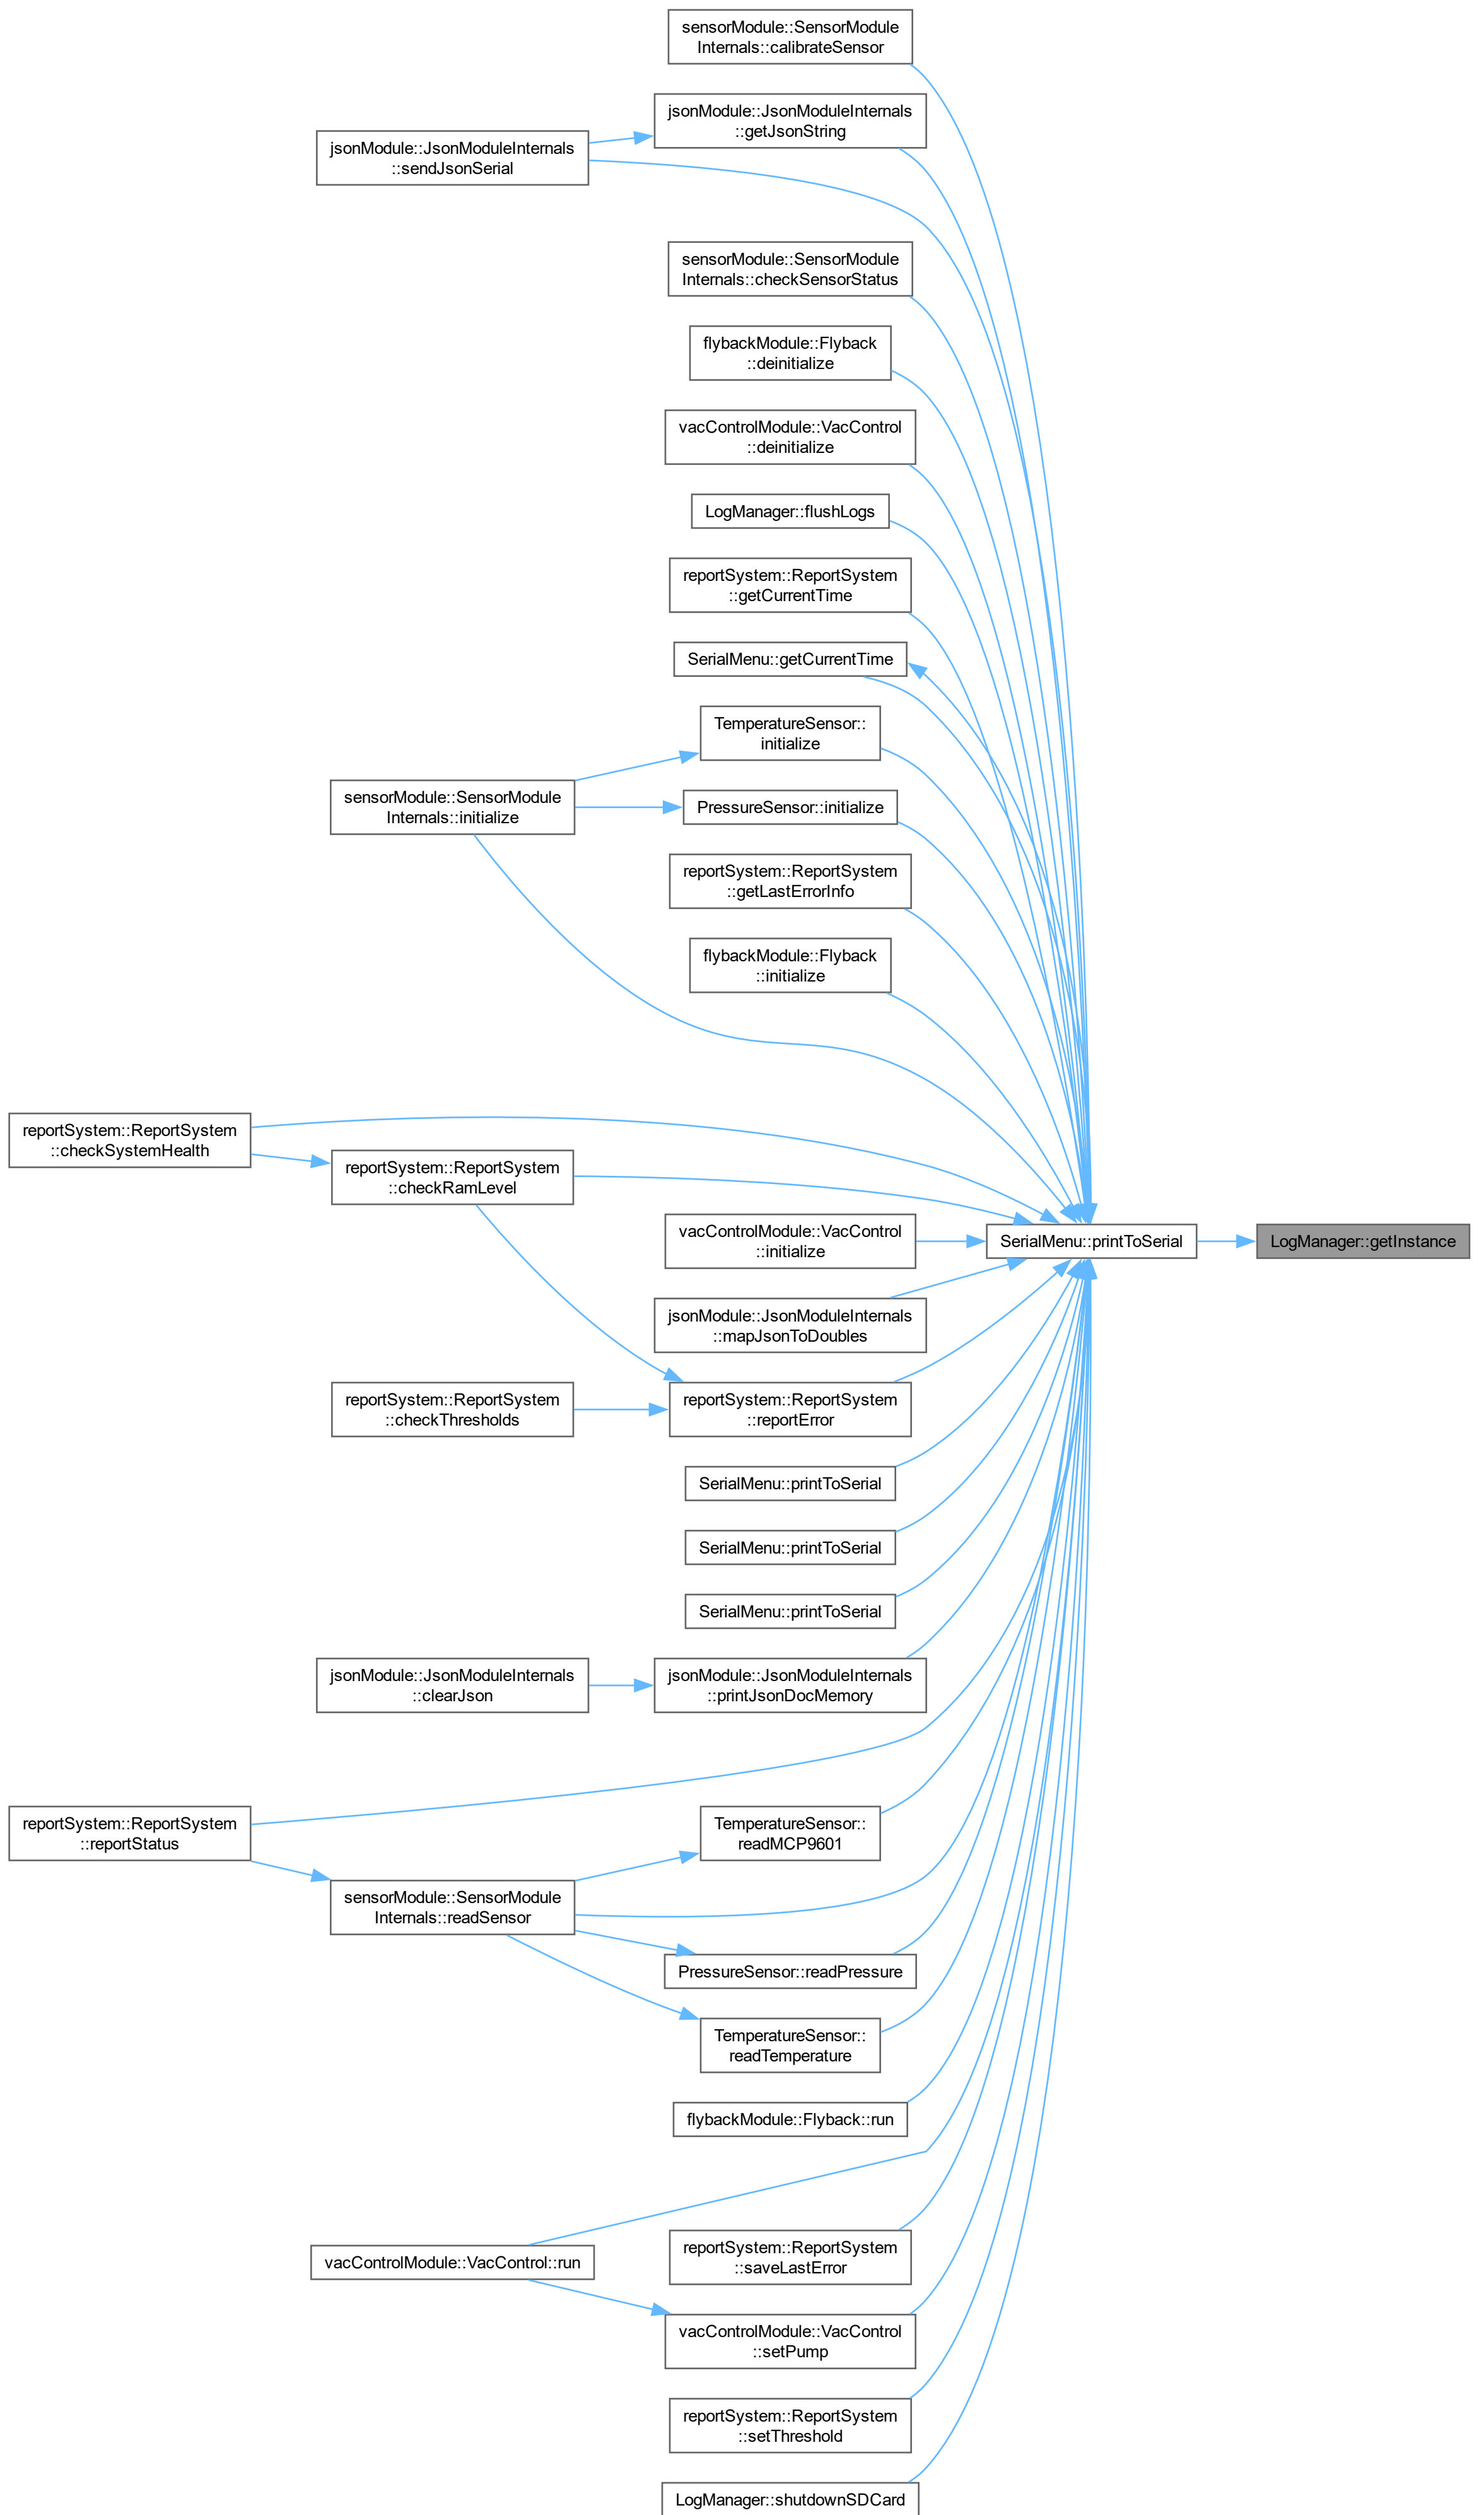 sensorModule::SensorModule
Internals::calibrateSensor
jsonModule::JsonModuleInternals
::getJsonString
jsonModule::JsonModuleInternals
::sendJsonSerial
sensorModule::SensorModule
Internals::checkSensorStatus
flybackModule::Flyback
::deinitialize
vacControlModule::VacControl
::deinitialize
LogManager::flushLogs
reportSystem::ReportSystem
::getCurrentTime
SerialMenu::getCurrentTime
TemperatureSensor::
initialize
sensorModule::SensorModule
Internals::initialize
PressureSensor::initialize
reportSystem::ReportSystem
::getLastErrorInfo
flybackModule::Flyback
::initialize
reportSystem::ReportSystem
::checkSystemHealth
reportSystem::ReportSystem
::checkRamLevel
vacControlModule::VacControl
::initialize
SerialMenu::printToSerial
LogManager::getInstance
jsonModule::JsonModuleInternals
::mapJsonToDoubles
reportSystem::ReportSystem
::checkThresholds
reportSystem::ReportSystem
::reportError
SerialMenu::printToSerial
SerialMenu::printToSerial
SerialMenu::printToSerial
jsonModule::JsonModuleInternals
::clearJson
jsonModule::JsonModuleInternals
::printJsonDocMemory
reportSystem::ReportSystem
::reportStatus
TemperatureSensor::
readMCP9601
sensorModule::SensorModule
Internals::readSensor
PressureSensor::readPressure
TemperatureSensor::
readTemperature
flybackModule::Flyback::run
vacControlModule::VacControl::run
reportSystem::ReportSystem
::saveLastError
vacControlModule::VacControl
::setPump
reportSystem::ReportSystem
::setThreshold
LogManager::shutdownSDCard